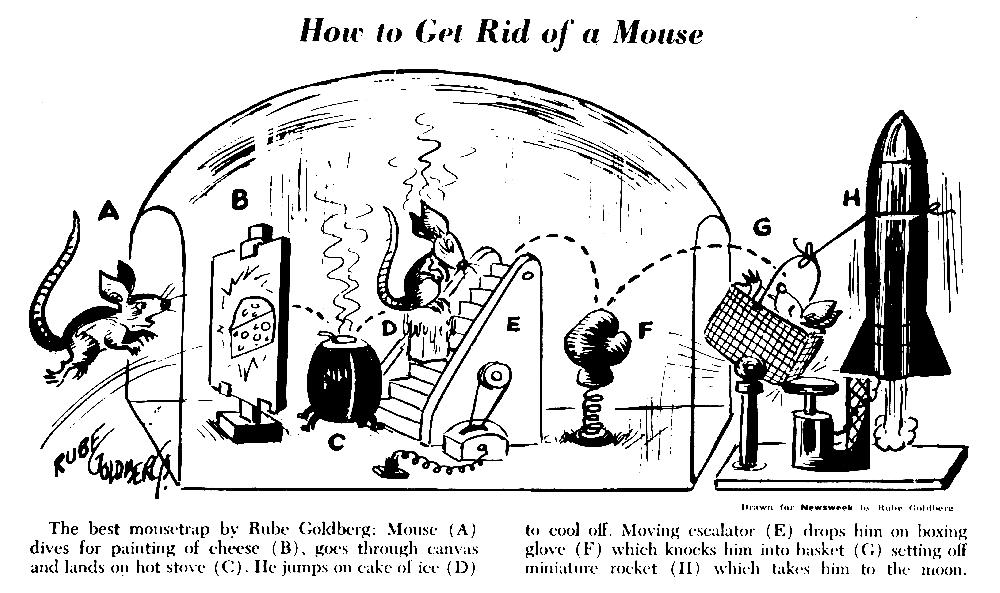 How to Get Rid of a Mouse
A
B
C
D
E
F
G
H
9
RUBE GOLDBERG
Drawn for Newsweek by Rube Goldberg
The best mousetrap by Rube Goldberg: Mouse (A)
dives for painting of cheese (B), goes through canvas
and lands on hot stove (C). He jumps on cake of ice (D)
to cool off. Moving escalator (E) drops him on boxing
glove (F) which knocks him into basket (G) setting off
miniature rocket (H) which takes him to the moon.